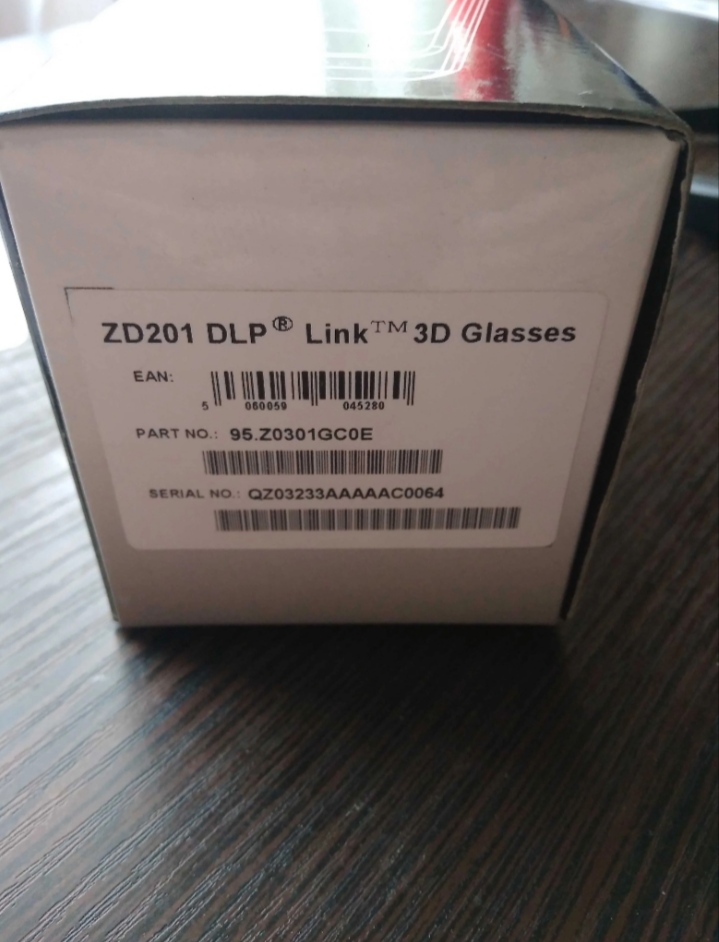 ZD201 DLP® Link™ 3D Glasses
EAN:
5 060059 045280
PART NO.: 95.Z0301GC0E
SERIAL NO.: QZ03233AAAAAC0064